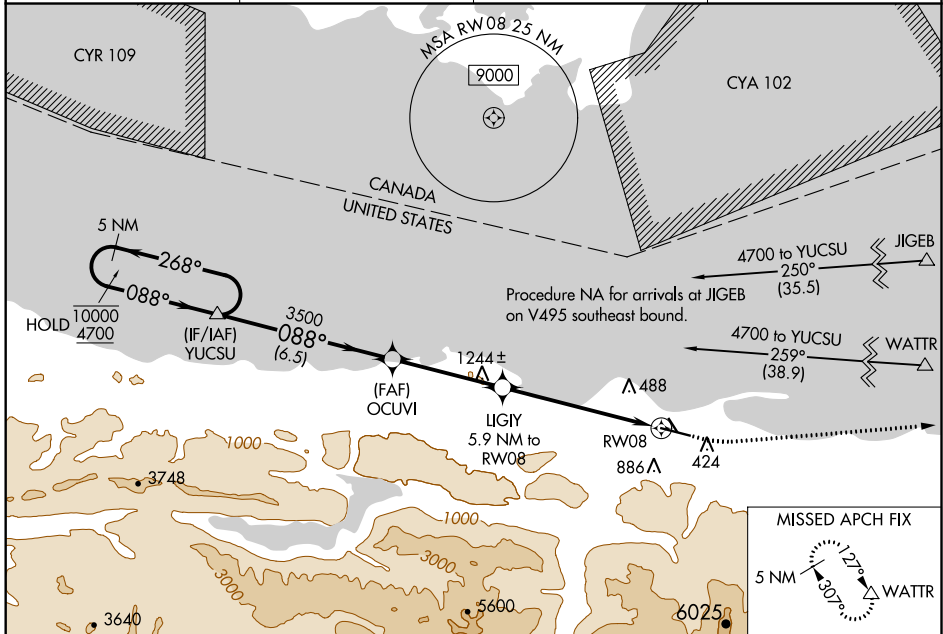 MSA RW08 25 NM
9000
CYR 109
CYA 102
CANADA
UNITED STATES
5 NM
268°
088°
HOLD
10000
4700
(IF/IAF)
YUCSU
3500
088°
(6.5)
(FAF)
OCUVI
1244 ±
LIGIY
5.9 NM to
RW08
488
RW08
886
424
4700 to YUCSU
250°
(35.5)
JIGEB
Procedure NA for arrivals at JIGEB
on V495 southeast bound.
4700 to YUCSU
259°
(38.9)
WATTR
1000
3748
1000
3000
3000
3640
5600
6025
MISSED APCH FIX
5 NM
127°
307°
WATTR